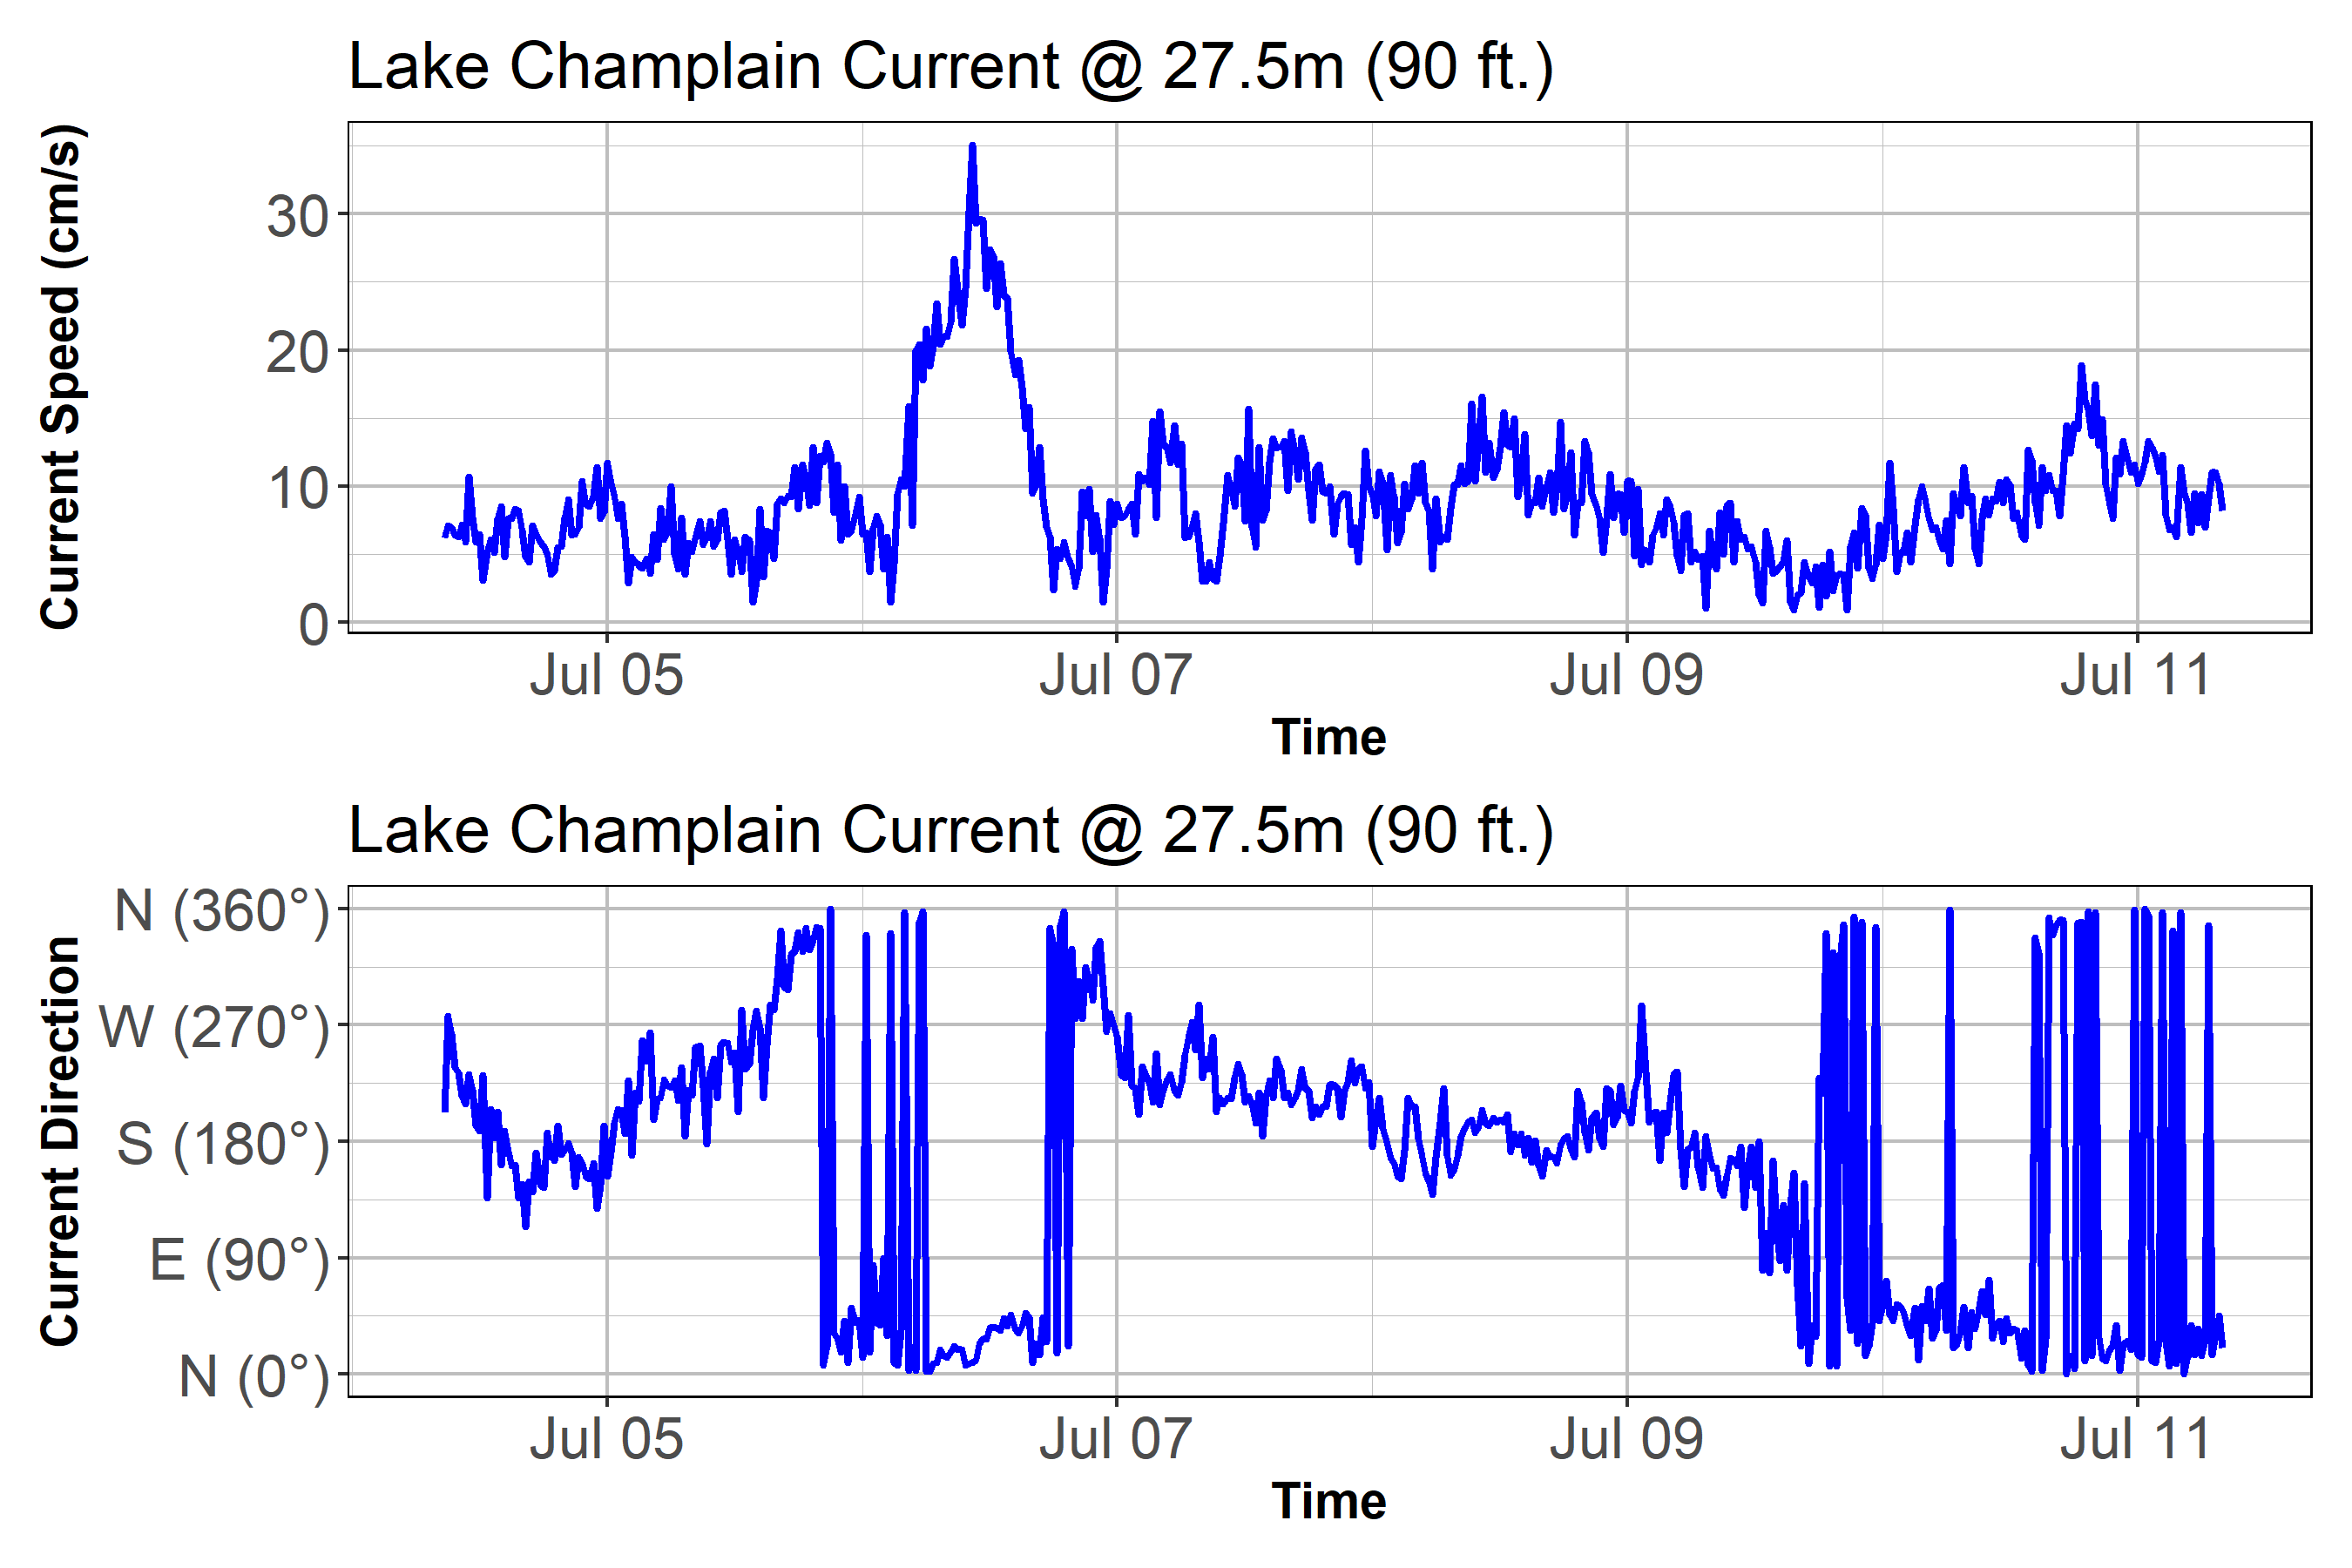 Lake Champlain Current @ 27.5m (90 ft.)
Current Speed (cm/s)
30
20
10
0
Jul 05 Jul 07 Jul 09 Jul 11
Time
Lake Champlain Current @ 27.5m (90 ft.)
Current Direction
N (360°)
W (270°)
S (180°)
E (90°)
N (0°)
Jul 05 Jul 07 Jul 09 Jul 11
Time